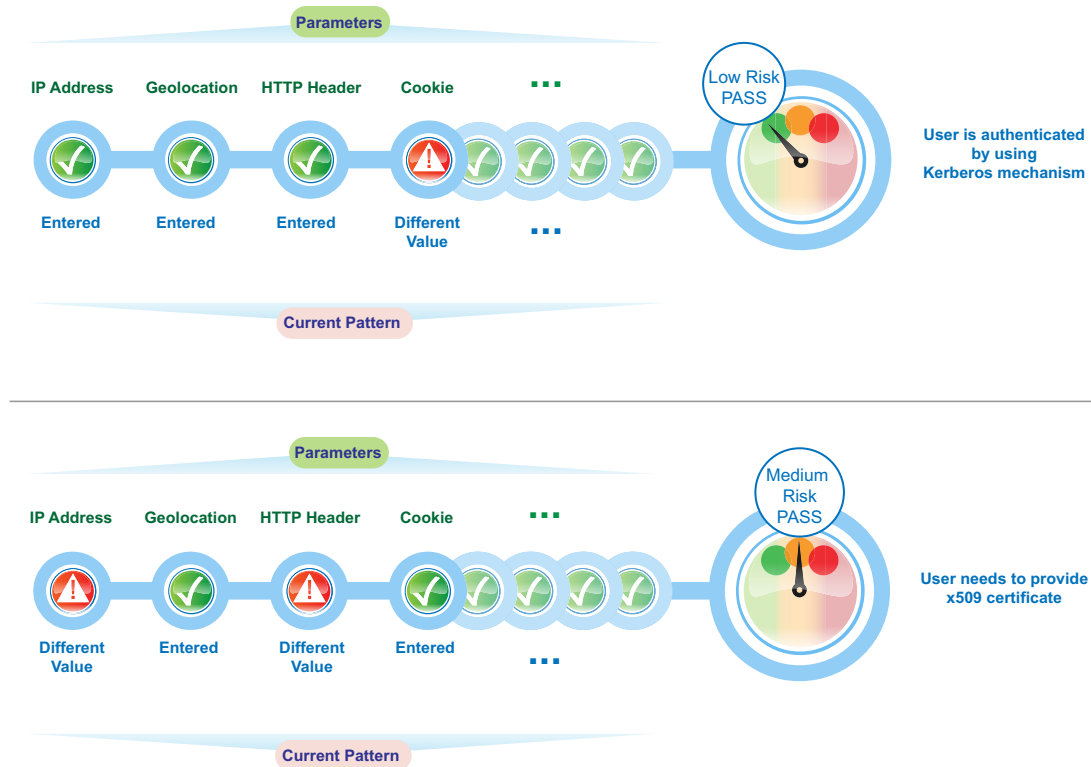 Parameters
IP Address
Geolocation
HTTP Header
Cookie
...
Low Risk
PASS
User is authenticated
by using
Kerberos mechanism
Entered
Entered
Entered
Different
Value
...
Current Pattern
Parameters
Medium
Risk
PASS
IP Address
Geolocation
HTTP Header
Cookie
...
User needs to provide
x509 certificate
Different
Value
Entered
Different
Value
Entered
...
Current Pattern